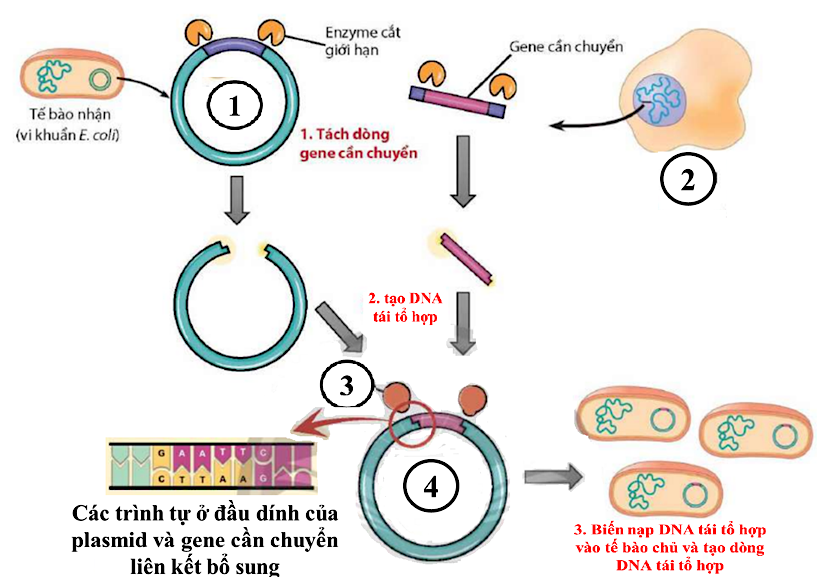 Enzyme cắt
giới hạn
Gene cần chuyển
1
Tế bào nhận
(vi khuẩn E. coli)
1. Tách dòng
gene cần chuyển
2
2. tạo DNA
tái tổ hợp
3
GAATTC
CTTAAG
4
Các trình tự ở đầu dính của
plasmid và gene cần chuyển
liên kết bổ sung
3. Biến nạp DNA tái tổ hợp
vào tế bào chủ và tạo dòng
DNA tái tổ hợp